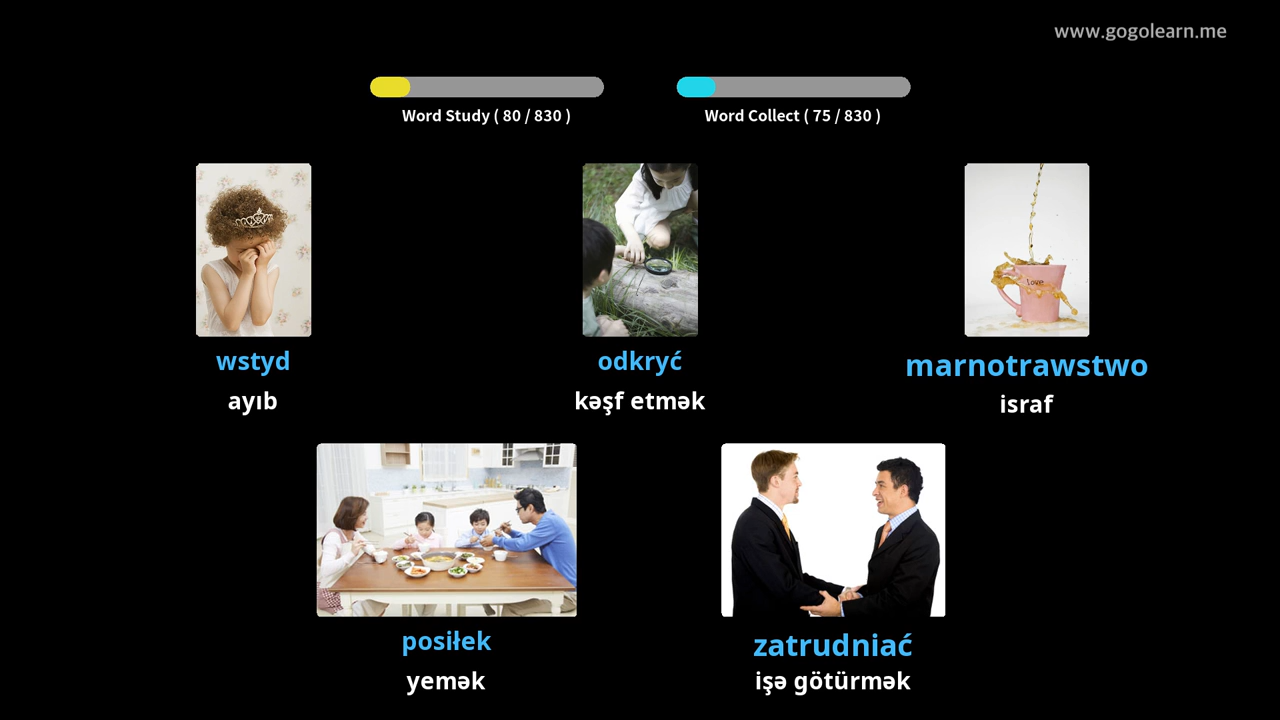 www.gogolearn.me
Word Study ( 80 / 830 )
Word Collect ( 75 / 830 )
Love
wstyd
odkryć
marnotrawstwo
ayıb
kəşf etmək
israf
posiłek
zatrudniać
yemək
işə götürmək